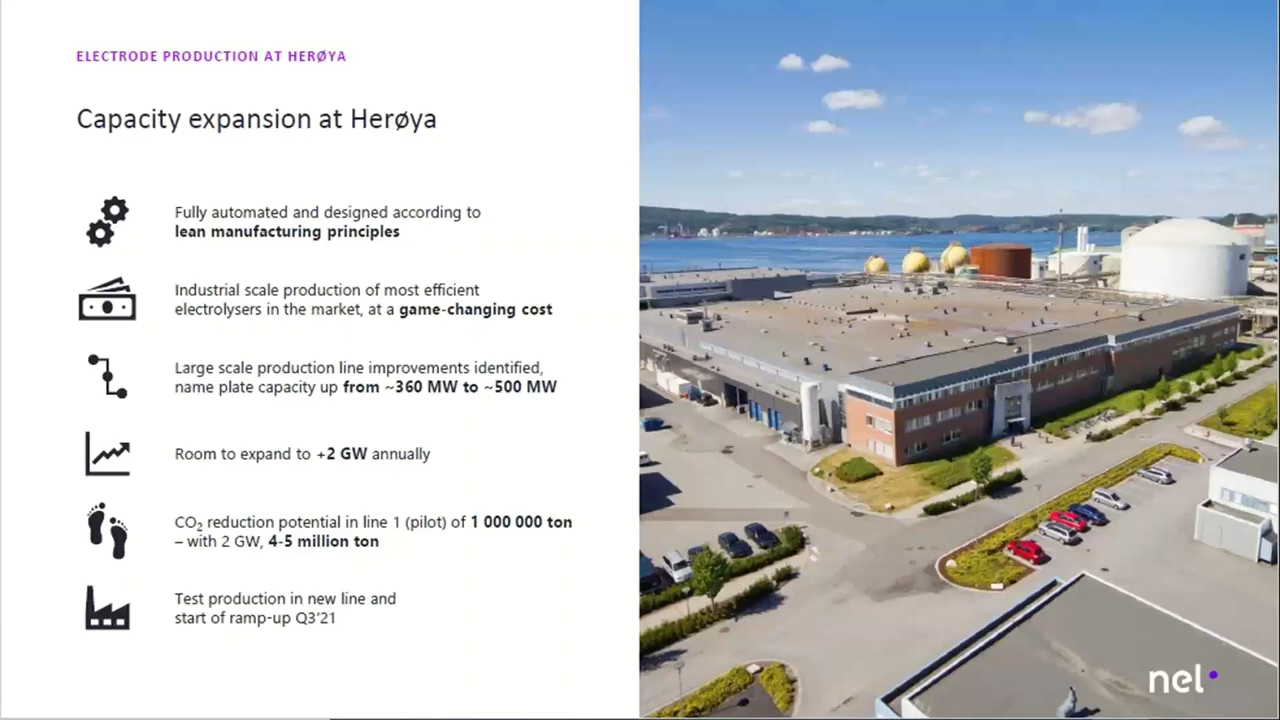 ELECTRODE PRODUCTION AT HERØYA
Capacity expansion at Herøya
Fully automated and designed according to
lean manufacturing principles
Industrial scale production of most efficient
electrolysers in the market, at a game-changing cost
Large scale production line improvements identified,
name plate capacity up from ~360 MW to ~500 MW
Room to expand to +2 GW annually
CO₂ reduction potential in line 1 (pilot) of 1 000 000 ton
– with 2 GW, 4-5 million ton
Test production in new line and
start of ramp-up Q3’21
nel